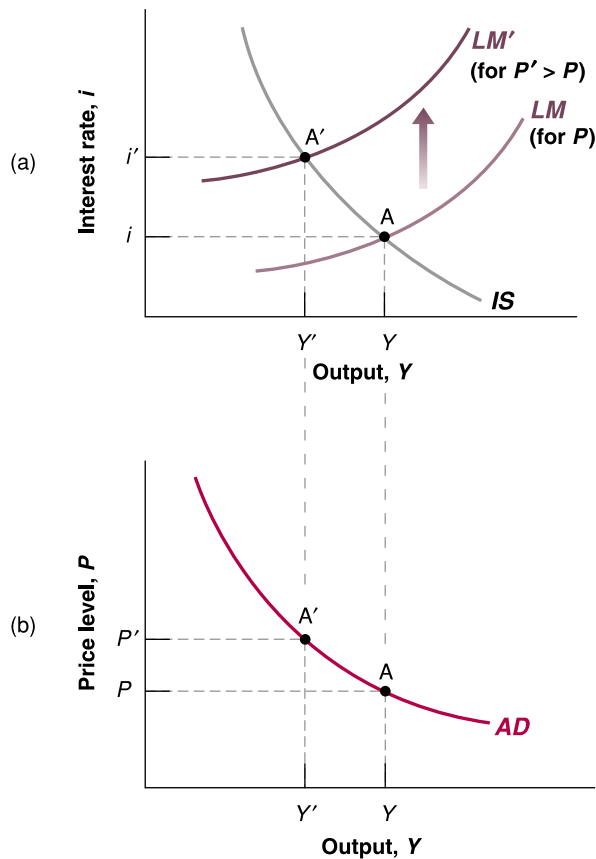 LM′
(for P′ > P)
LM
(for P)
A′
(a)
Interest rate, i
i′
A
i
IS
Y′ Y
Output, Y
A′
(b)
Price level, P
P′
A
P
AD
Y′ Y
Output, Y